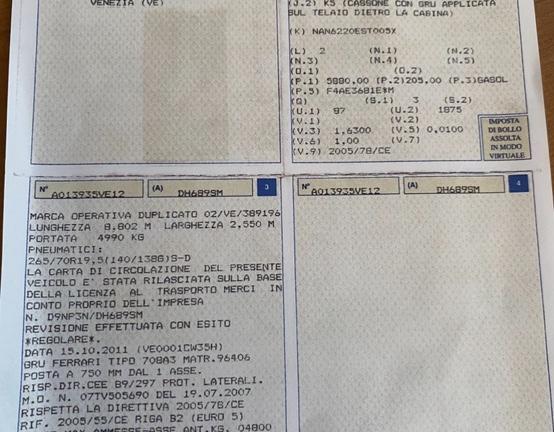 VENEZIA (VE)
(J.2) K5 (CASSONE CON GRU APPLICATA
SUL TELAIO DIETRO LA CABINA)
(K) NAN6220EST005X
(L) 2 (N.1) (N.2)
(N.3) (N.4) (N.5)
(O.1) (O.2)
(P.1) 5880,00 (P.2)205,00 (P.3)GASOL
(P.5) F4AE3681E*M
(Q) (S.1) 3 (S.2)
(U.1) 87 (U.2) 1875
(V.1) (V.2)
(V.3) 1,6300 (V.5) 0,0100
(V.6) 1,00 (V.7)
(V.9) 2005/78/CE
IMPOSTA
DI BOLLO
ASSOLTA
IN MODO
VIRTUALE
N° A013935VE12 (A) DH689SM 3
MARCA OPERATIVA DUPLICATO 02/VE/389196
LUNGHEZZA 8,802 M LARGHEZZA 2,550 M
PORTATA 4990 KG
PNEUMATICI:
265/70R19,5(140/138G)S-D
LA CARTA DI CIRCOLAZIONE DEL PRESENTE
VEICOLO E' STATA RILASCIATA SULLA BASE
DELLA LICENZA AL TRASPORTO MERCI IN
CONTO PROPRIO DELL'IMPRESA
N. D9NP3N/DH689SM
REVISIONE EFFETTUATA CON ESITO
*REGOLARE*.
DATA 15.10.2011 (VE0001CW35H)
GRU FERRARI TIPO 708A3 MATR.96406
POSTA A 750 MM DAL 1 ASSE.
RISP.DIR.CEE 89/297 PROT. LATERALI.
M.O. N. 07TV505690 DEL 19.07.2007
RISPETTA LA DIRETTIVA 2005/78/CE
RIF. 2005/55/CE RIGA B2 (EURO 5)
AMMESSE-ASSE ANT.KG. 04800
N° A013935VE12 (A) DH689SM 4